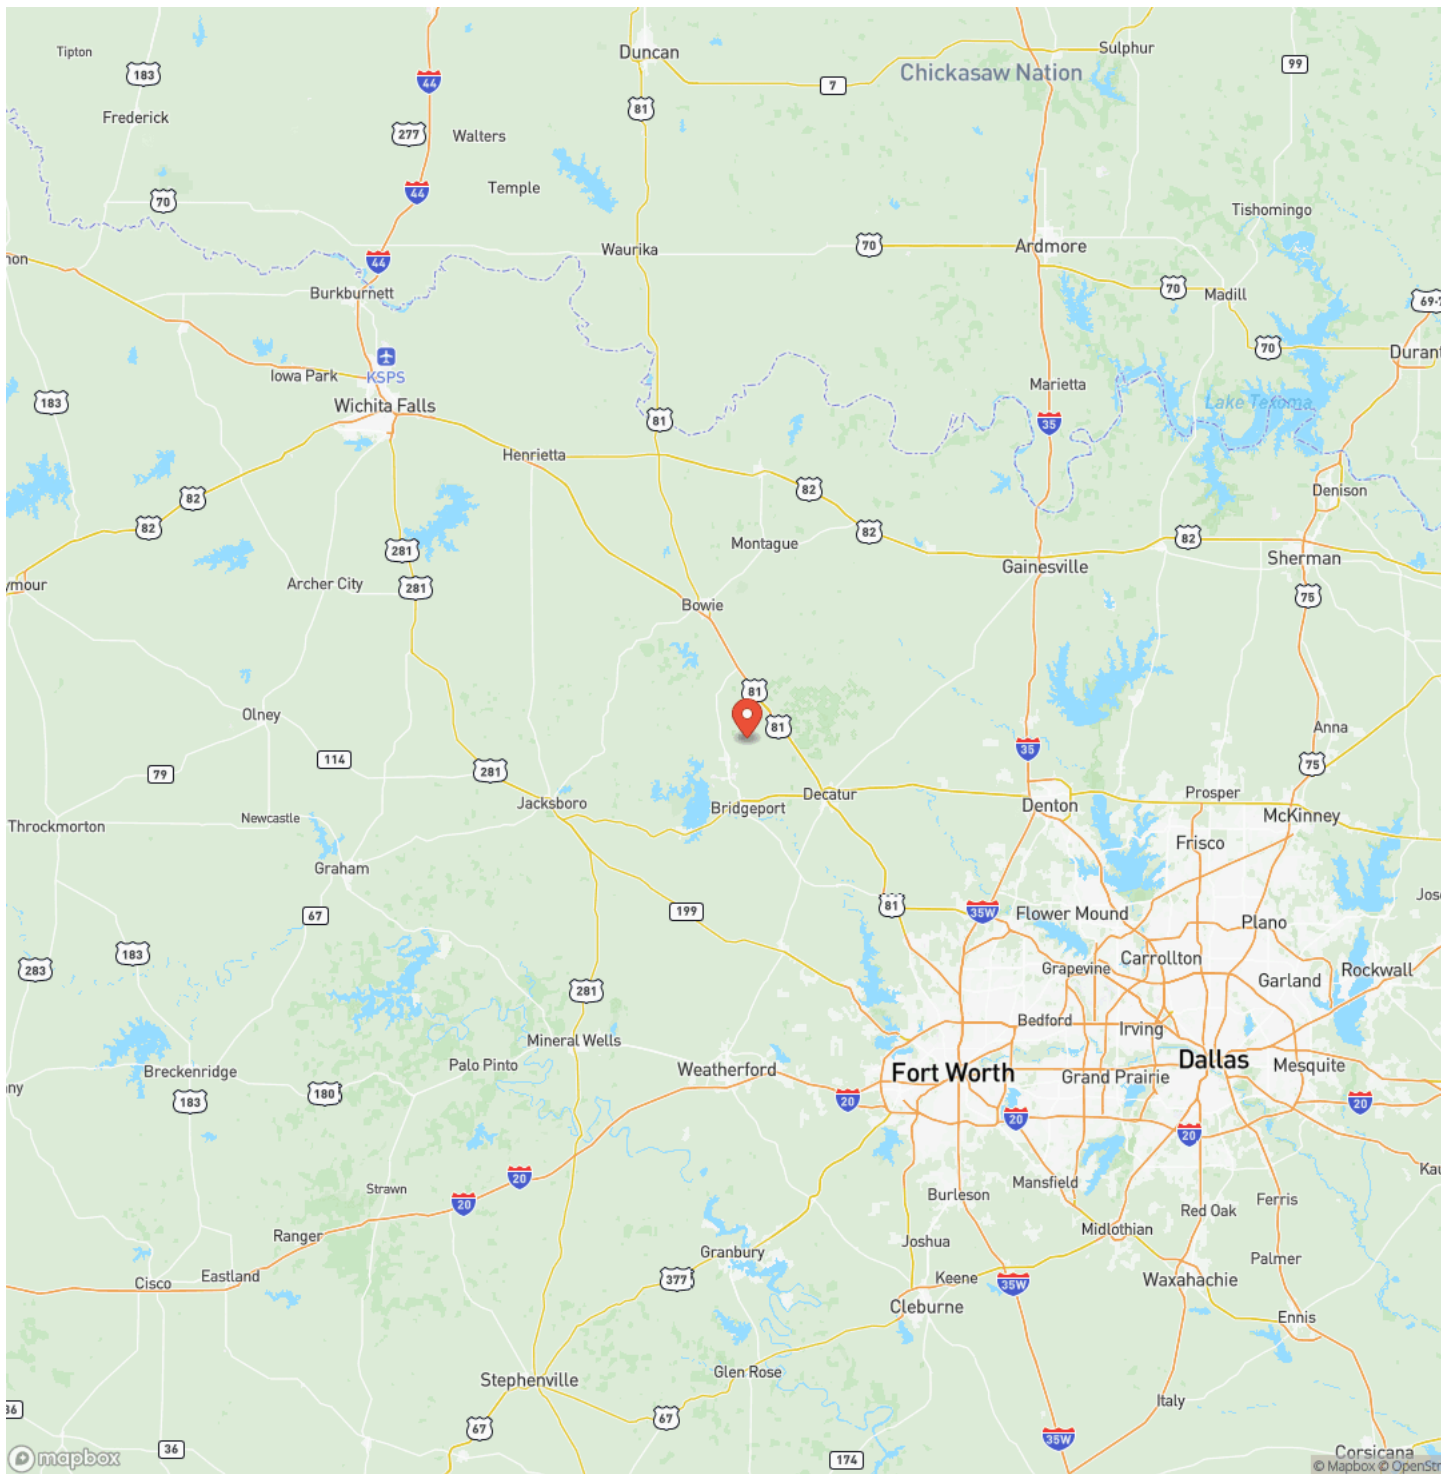 Tipton
183
Frederick
44
277
Walters
Duncan
81
7
Chickasaw Nation
Sulphur
99
44
Temple
70
Waurika
70
Ardmore
Tishomingo
44
Burkburnett
70
Madill
69-7
non
KSPS
Iowa Park
183
Wichita Falls
81
Marietta
35
Lake Texoma
70
Durant
Henrietta
82
82
82
82
281
281
Montague
Gainesville
82
Denison
Sherman
75
ymour
Archer City
Bowie
81
81
Olney
114
79
281
Jacksboro
Bridgeport
Decatur
35
Denton
Anna
75
Prosper
McKinney
Frisco
Throckmorton
Newcastle
Graham
67
199
81
35W
Flower Mound
Plano
Jose
183
283
281
Carrollton
Grapevine
Garland
Rockwall
Bedford
Irving
Mineral Wells
Palo Pinto
Weatherford
Fort Worth
Grand Prairie
Dallas
Mesquite
Breckenridge
any
183
180
20
20
20
20
Strawn
20
20
Mansfield
Kau
Burleson
Red Oak
Ferris
Ranger
Joshua
Midlothian
Granbury
Palmer
Cisco
Eastland
377
Keene
35W
Waxahachie
Cleburne
Ennis
Stephenville
Glen Rose
Italy
36
67
67
36
174
35W
Corsicana
mapbox
© Mapbox © OpenStr